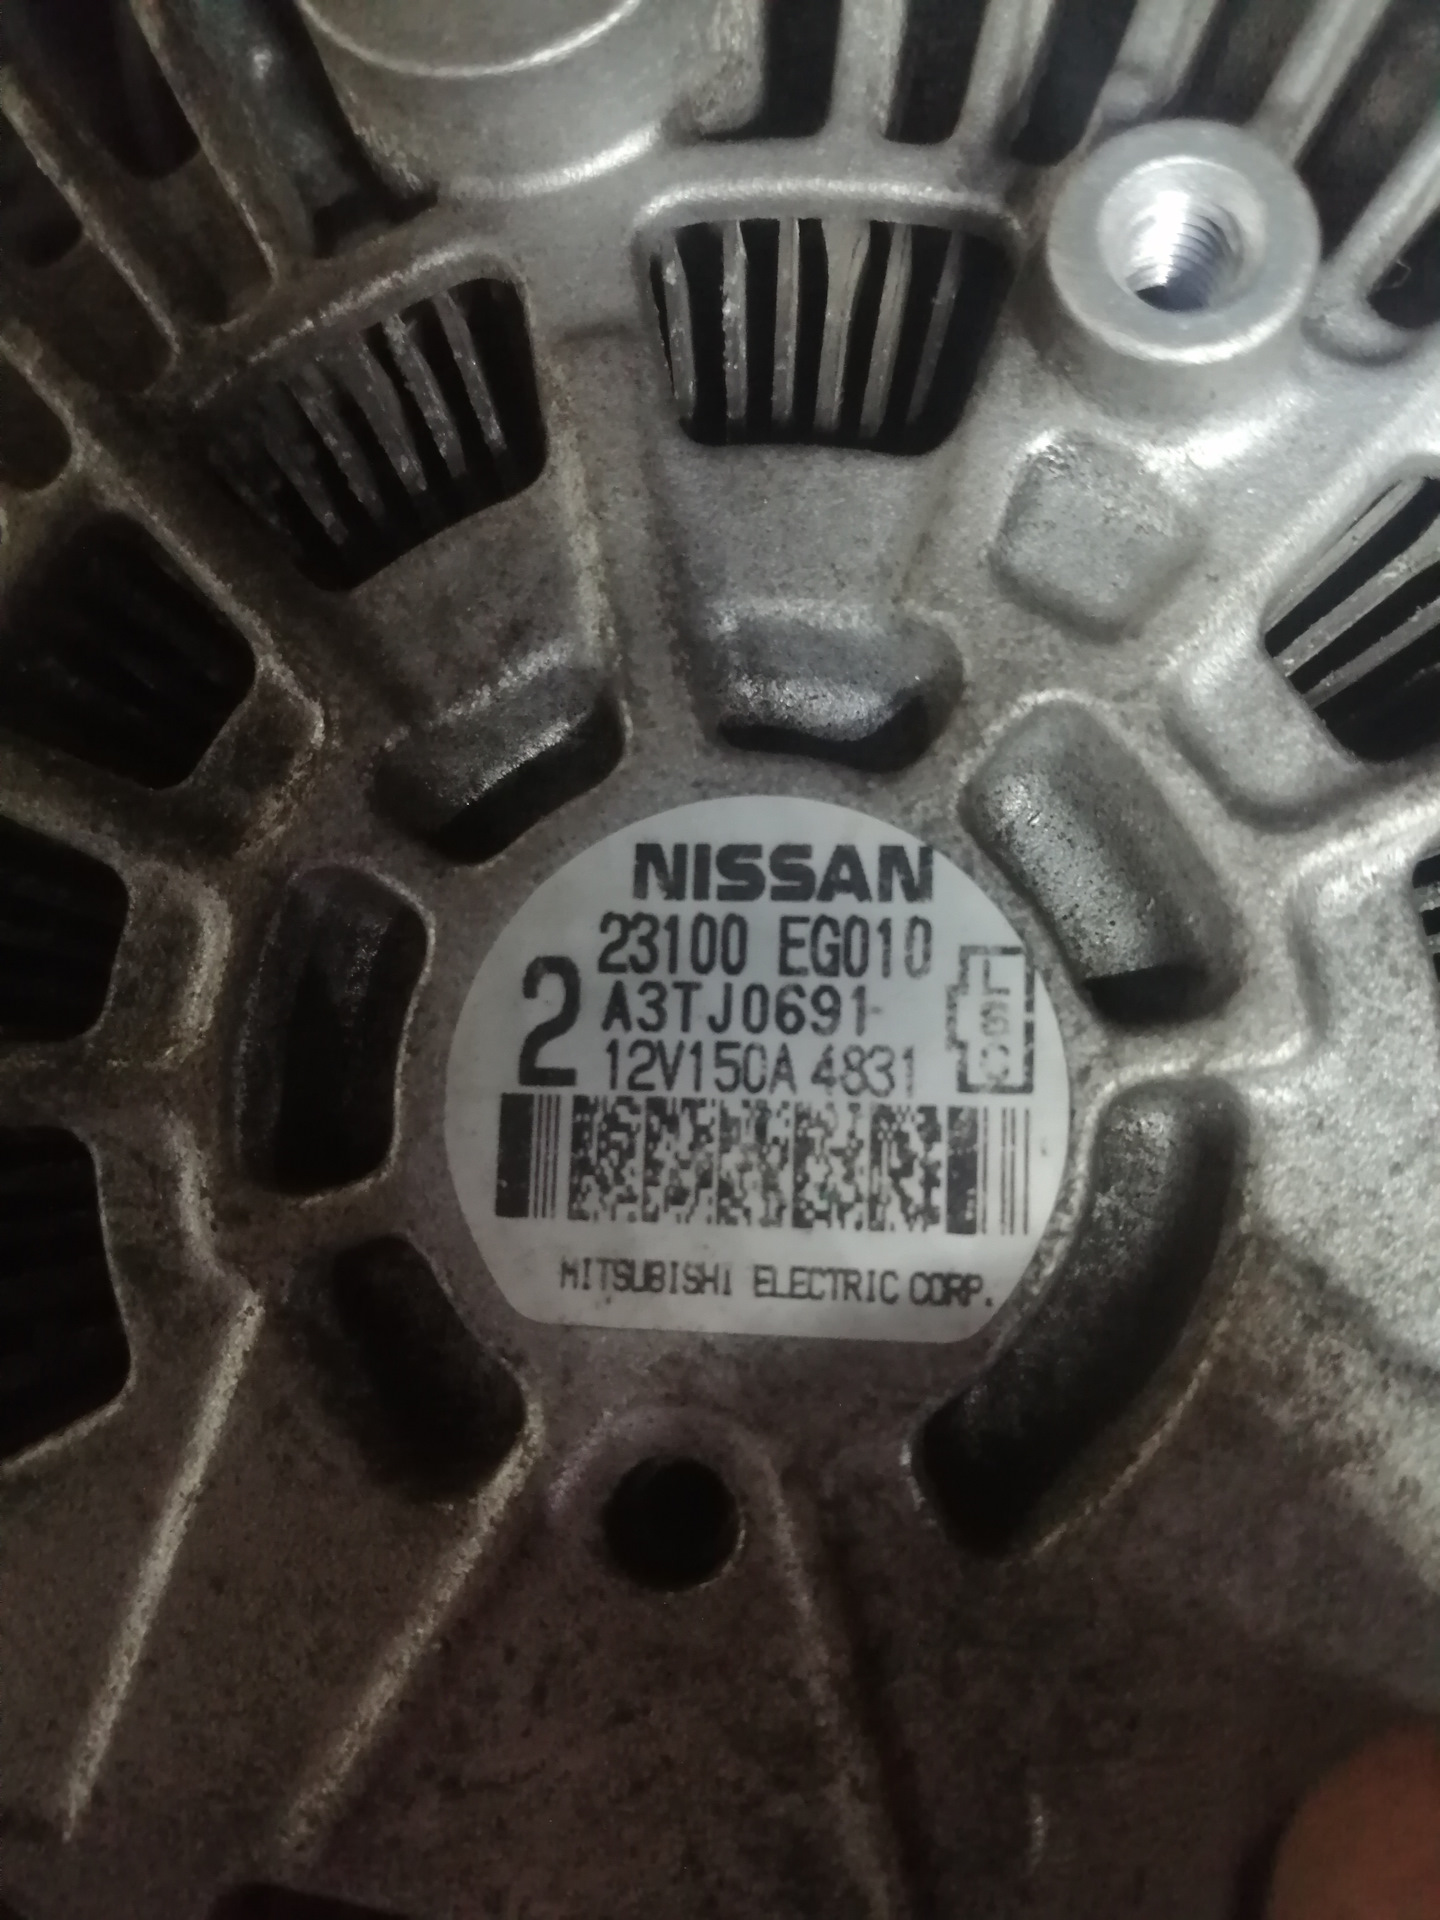 NISSAN
23100 EG010
2
A3TJ0691
12V150A 4831
L
MITSUBISHI ELECTRIC CORP.